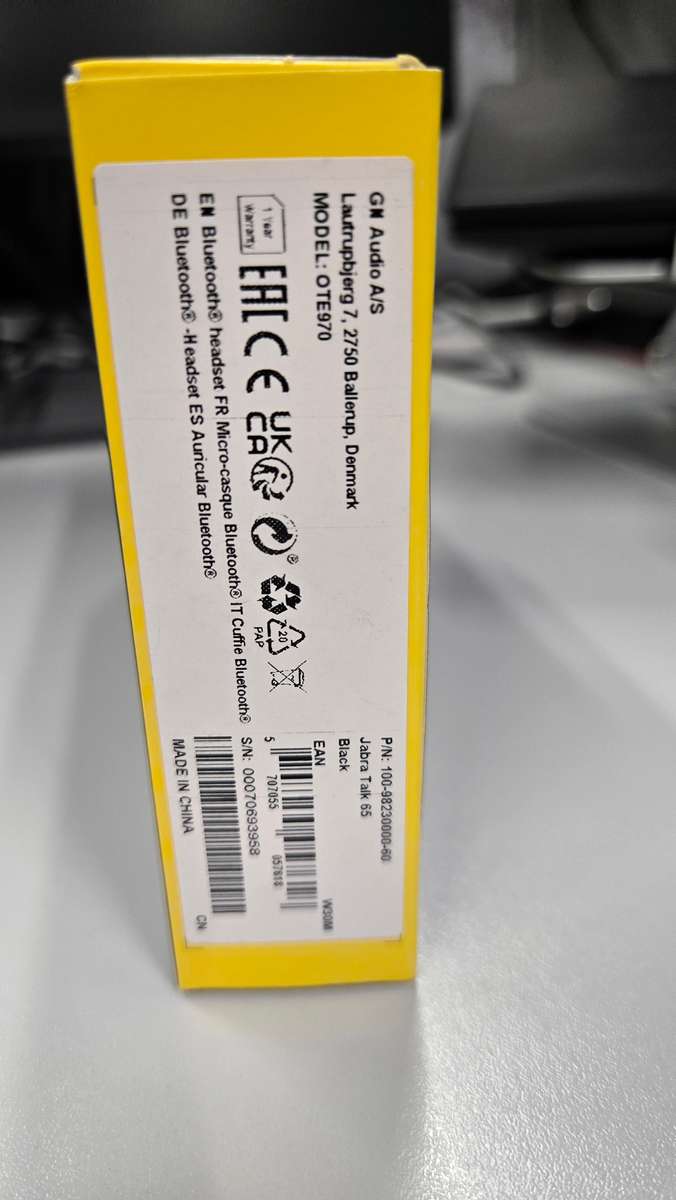 GN Audio A/S
Lautrupbjerg 7, 2750 Ballerup, Denmark
MODEL: OTE970
1 Year
Warranty
EAC CE UK
CA
20
PAP
EN Bluetooth® headset FR Micro-casque Bluetooth® IT Cuffie Bluetooth®
DE Bluetooth® -Headset ES Auricular Bluetooth®
P/N: 100-98230000-60
Jabra Talk 65
Black
EAN
W30M
5 707055 057618
S/N: 00070693958
MADE IN CHINA
CN